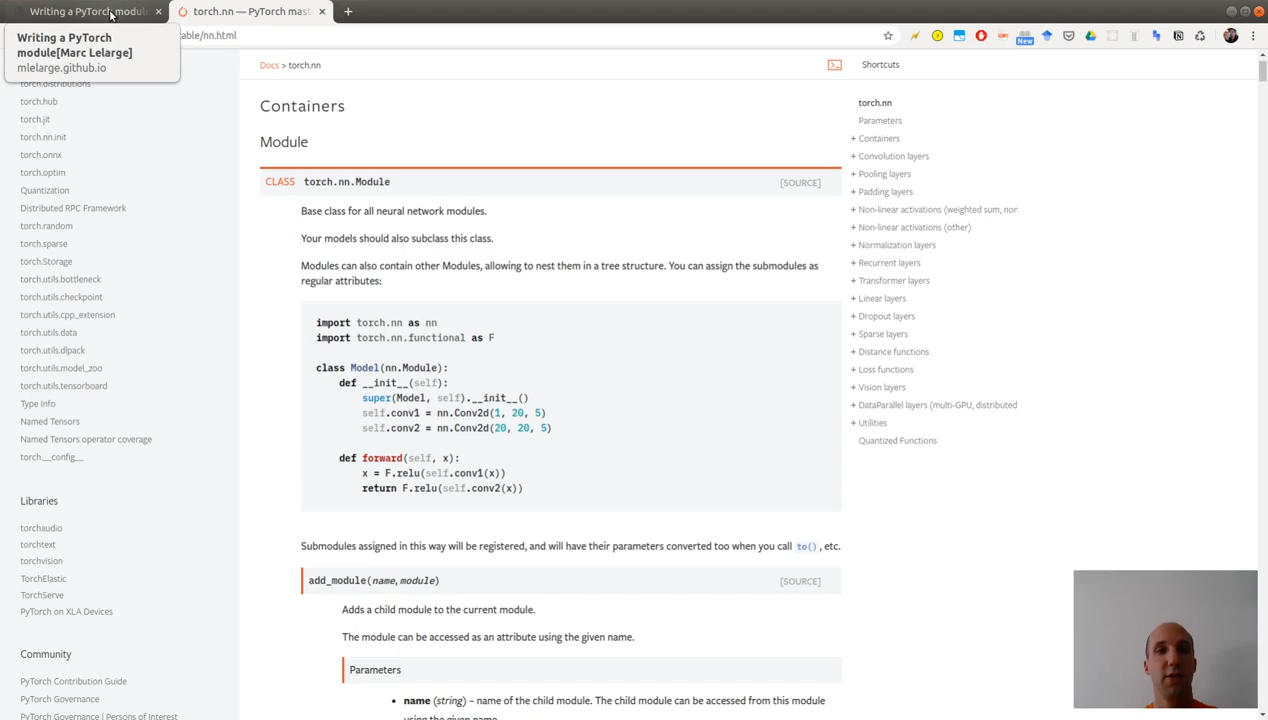 Writing a PyTorch module
torch.nn — PyTorch mas
Writing a PyTorch
module[Marc Lelarge]
mlelarge.github.io
table/nn.html
New
Docs > torch.nn
Shortcuts
torch.distributions
torch.hub
torch.jit
torch.nn.init
torch.onnx
torch.optim
Quantization
Distributed RPC Framework
torch.random
torch.sparse
torch.Storage
torch.utils.bottleneck
torch.utils.checkpoint
torch.utils.cpp_extension
torch.utils.data
torch.utils.dlpack
torch.utils.model_zoo
torch.utils.tensorboard
Type Info
Named Tensors
Named Tensors operator coverage
torch.__config__
Libraries
torchaudio
torchtext
torchvision
TorchElastic
TorchServe
PyTorch on XLA Devices
Community
PyTorch Contribution Guide
PyTorch Governance
PyTorch Governance | Persons of Interest
Containers
Module
CLASS torch.nn.Module [SOURCE]
Base class for all neural network modules.
Your models should also subclass this class.
Modules can also contain other Modules, allowing to nest them in a tree structure. You can assign the submodules as
regular attributes:
import torch.nn as nn
import torch.nn.functional as F
class Model(nn.Module):
def __init__(self):
super(Model, self).__init__()
self.conv1 = nn.Conv2d(1, 20, 5)
self.conv2 = nn.Conv2d(20, 20, 5)
def forward(self, x):
x = F.relu(self.conv1(x))
return F.relu(self.conv2(x))
Submodules assigned in this way will be registered, and will have their parameters converted too when you call to(), etc.
add_module(name, module) [SOURCE]
Adds a child module to the current module.
The module can be accessed as an attribute using the given name.
Parameters
• name (string) – name of the child module. The child module can be accessed from this module
using the given name
torch.nn
Parameters
+ Containers
+ Convolution layers
+ Pooling layers
+ Padding layers
+ Non-linear activations (weighted sum, non
+ Non-linear activations (other)
+ Normalization layers
+ Recurrent layers
+ Transformer layers
+ Linear layers
+ Dropout layers
+ Sparse layers
+ Distance functions
+ Loss functions
+ Vision layers
+ DataParallel layers (multi-GPU, distributed
+ Utilities
Quantized Functions